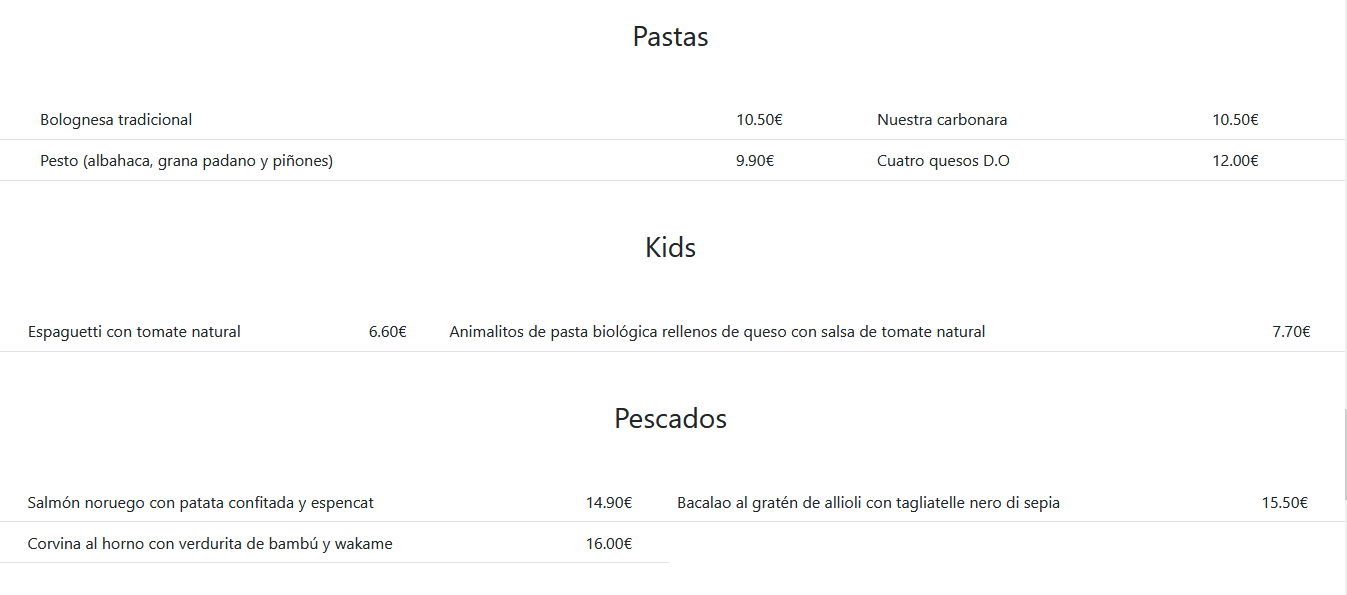 Pastas
Bolognesa tradicional 10.50€ Nuestra carbonara 10.50€
Pesto (albahaca, grana padano y piñones) 9.90€ Cuatro quesos D.O 12.00€
Kids
Espaguetti con tomate natural 6.60€ Animalitos de pasta biológica rellenos de queso con salsa de tomate natural 7.70€
Pescados
Salmón noruego con patata confitada y espencat 14.90€ Bacalao al gratén de allioli con tagliatelle nero di sepia 15.50€
Corvina al horno con verdurita de bambú y wakame 16.00€